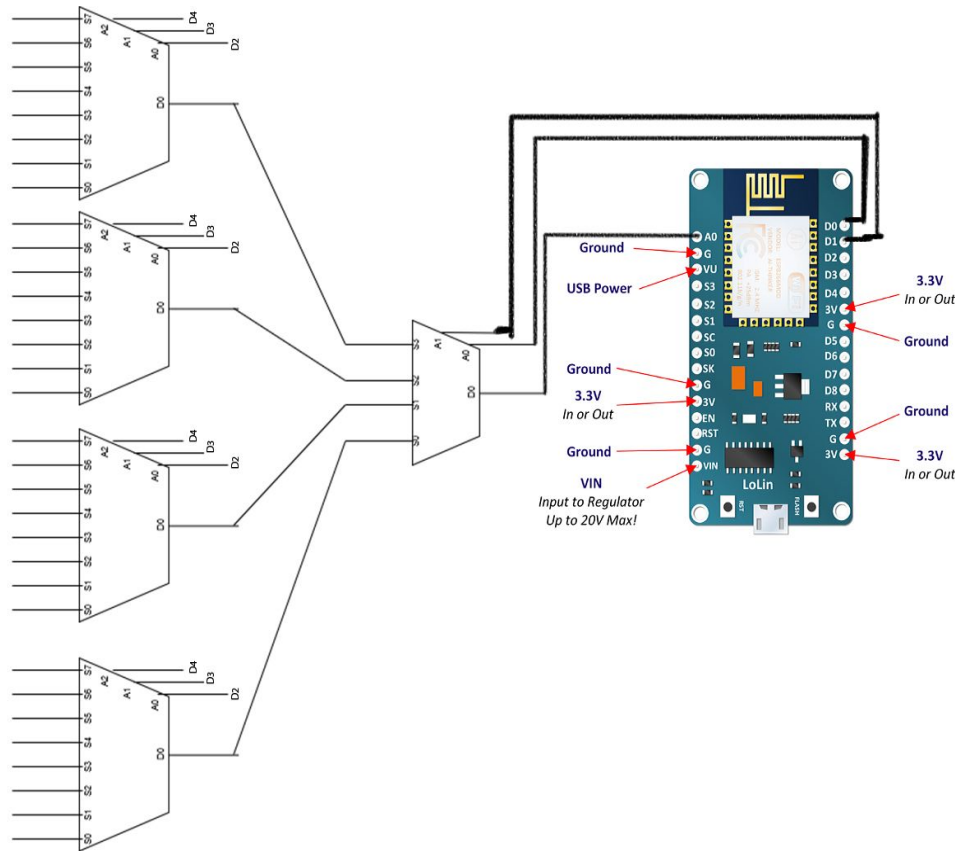 S7
S6
S5
S4
S3
S2
S1
S0
A2
A1
A0
D0
D4
D3
D2
S7
S6
S5
S4
S3
S2
S1
S0
A2
A1
A0
D0
D4
D3
D2
S7
S6
S5
S4
S3
S2
S1
S0
A2
A1
A0
D0
D4
D3
D2
S7
S6
S5
S4
S3
S2
S1
S0
A2
A1
A0
D0
D4
D3
D2
S3
S2
S1
S0
A1
A0
D0
Ground
USB Power
Ground
3.3V
In or Out
Ground
VIN
Input to Regulator
Up to 20V Max!
A0
G
VU
S3
S2
S1
SC
S0
SK
G
3V
EN
RST
G
VIN
LoLin
RST
FLASH
D0
D1
D2
D3
D4
3V
G
D5
D6
D7
D8
RX
TX
G
3V
3.3V
In or Out
Ground
Ground
3.3V
In or Out